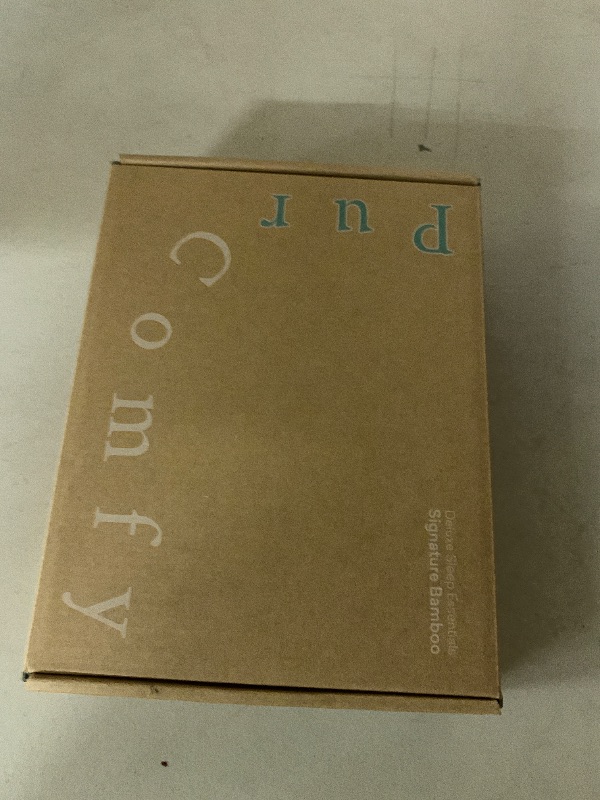 Pur
Comfy
Deluxe Sleep Essentials
Signature Bamboo